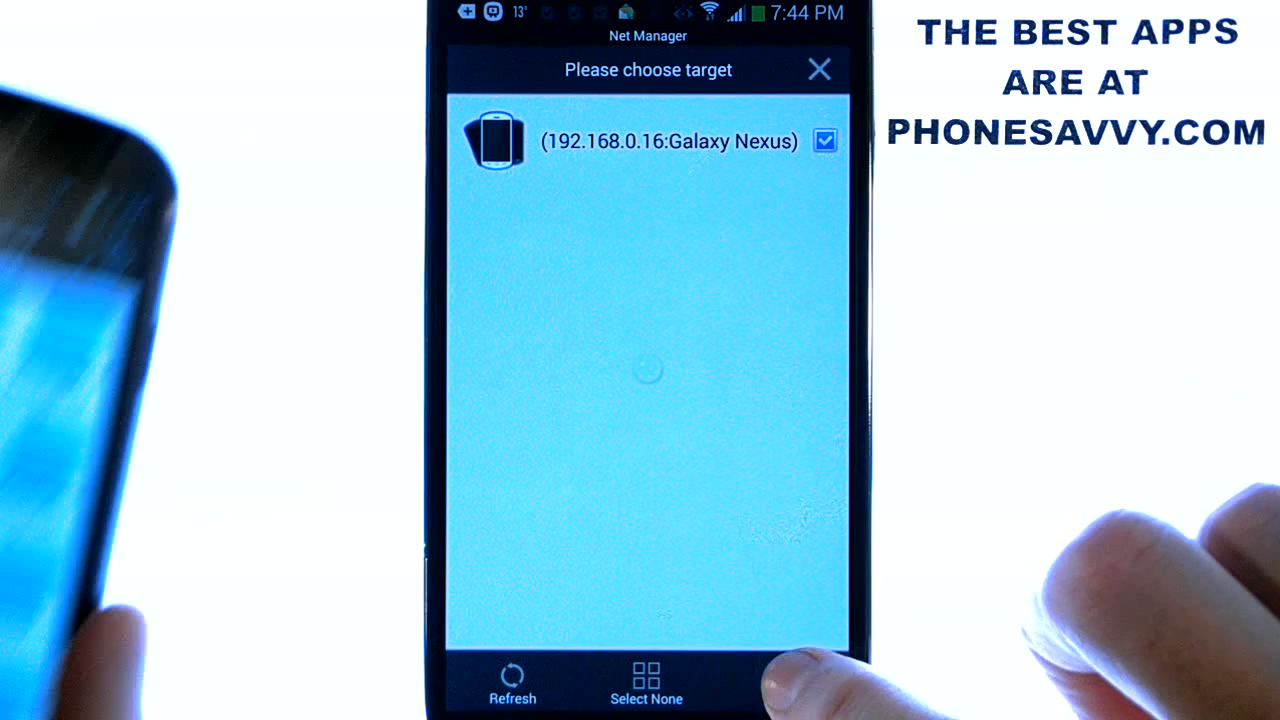 13°
7:44 PM
Net Manager
Please choose target
(192.168.0.16:Galaxy Nexus)
Refresh
Select None
THE BEST APPS
ARE AT
PHONESAVVY.COM